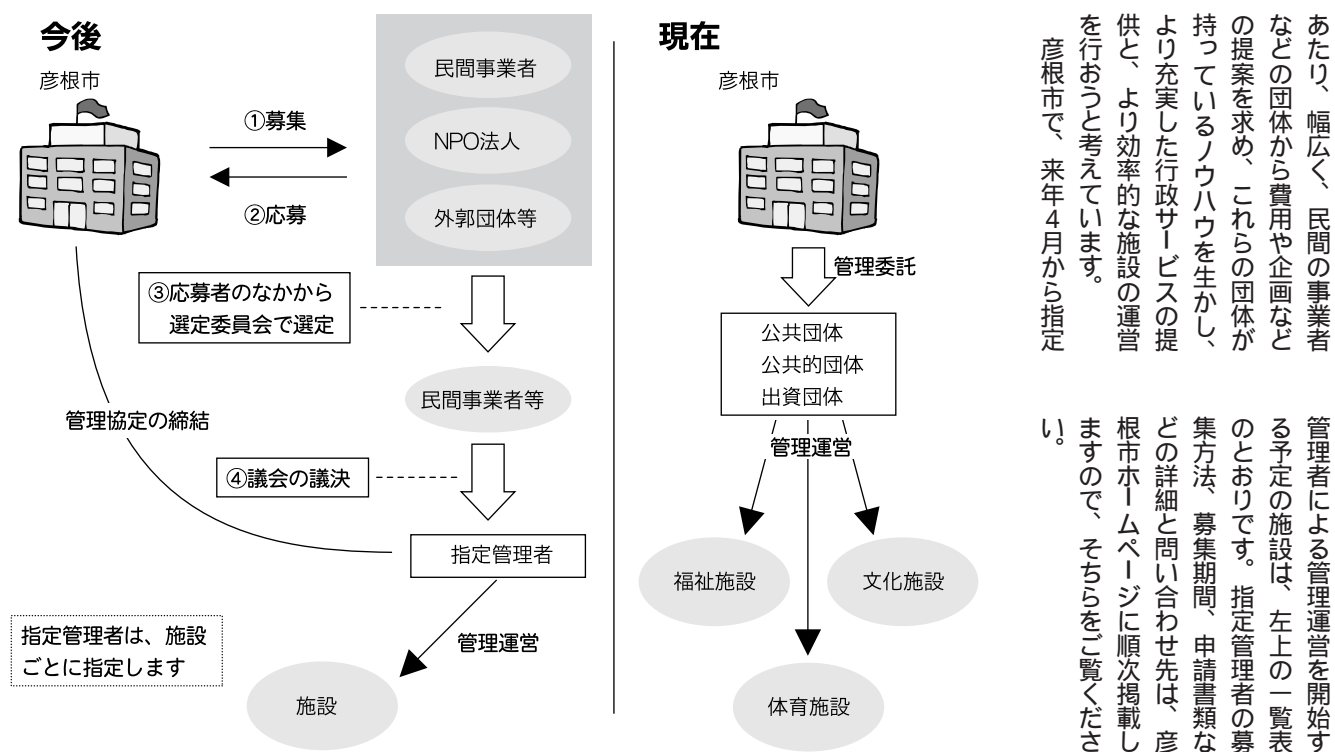 あたり、幅広く、民間の事業者
などの団体から費用や企画など
の提案を求め、これらの団体が
持っているノウハウを生かし、
より充実した行政サービスの提
供と、より効率的な施設の運営
を行おうと考えています。
彦根市で、来年４月から指定
管理者による管理運営を開始す
る予定の施設は、左上の一覧表
のとおりです。指定管理者の募
集方法、募集期間、申請書類な
どの詳細と問い合わせ先は、彦
根市ホームページに順次掲載し
ますので、そちらをご覧くださ
い。
現在
彦根市
管理委託
公共団体
公共的団体
出資団体
管理運営
福祉施設
文化施設
体育施設
今後
彦根市
①募集
②応募
民間事業者
NPO法人
外郭団体等
③応募者のなかから
選定委員会で選定
民間事業者等
管理協定の締結
④議会の議決
指定管理者
管理運営
指定管理者は、施設
ごとに指定します
施設